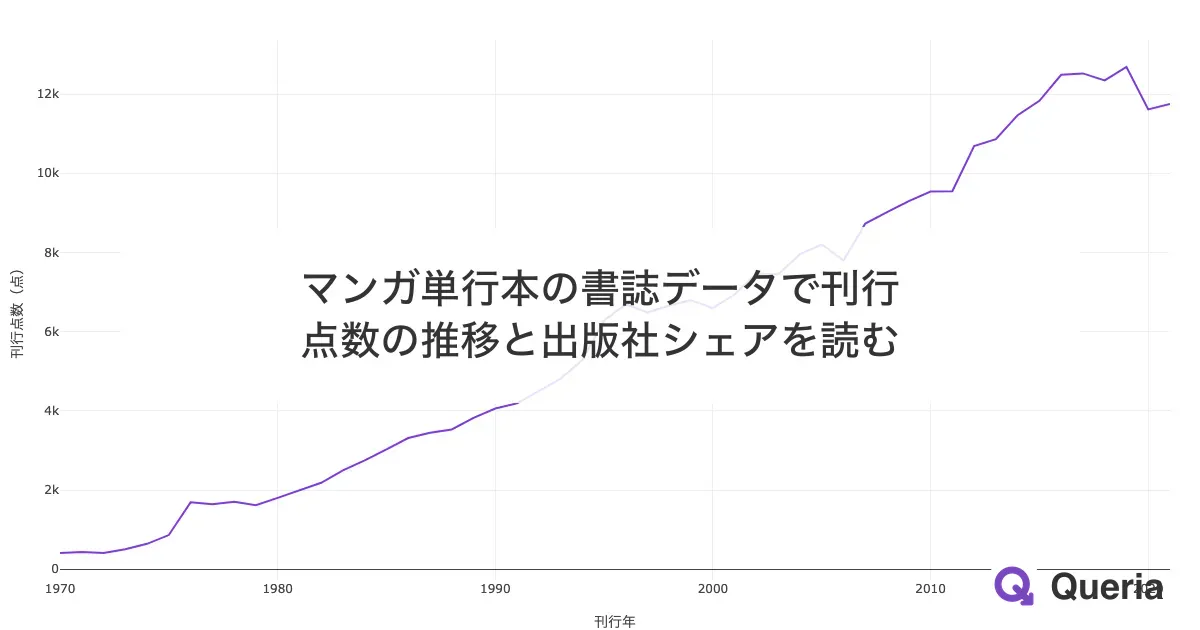 12k
10k
8k
6k
4k
2k
0
刊行点数（点）
マンガ単行本の書誌データで刊行
点数の推移と出版社シェアを読む
1970
1980
1990
2000
2010
2020
Queria
刊行年